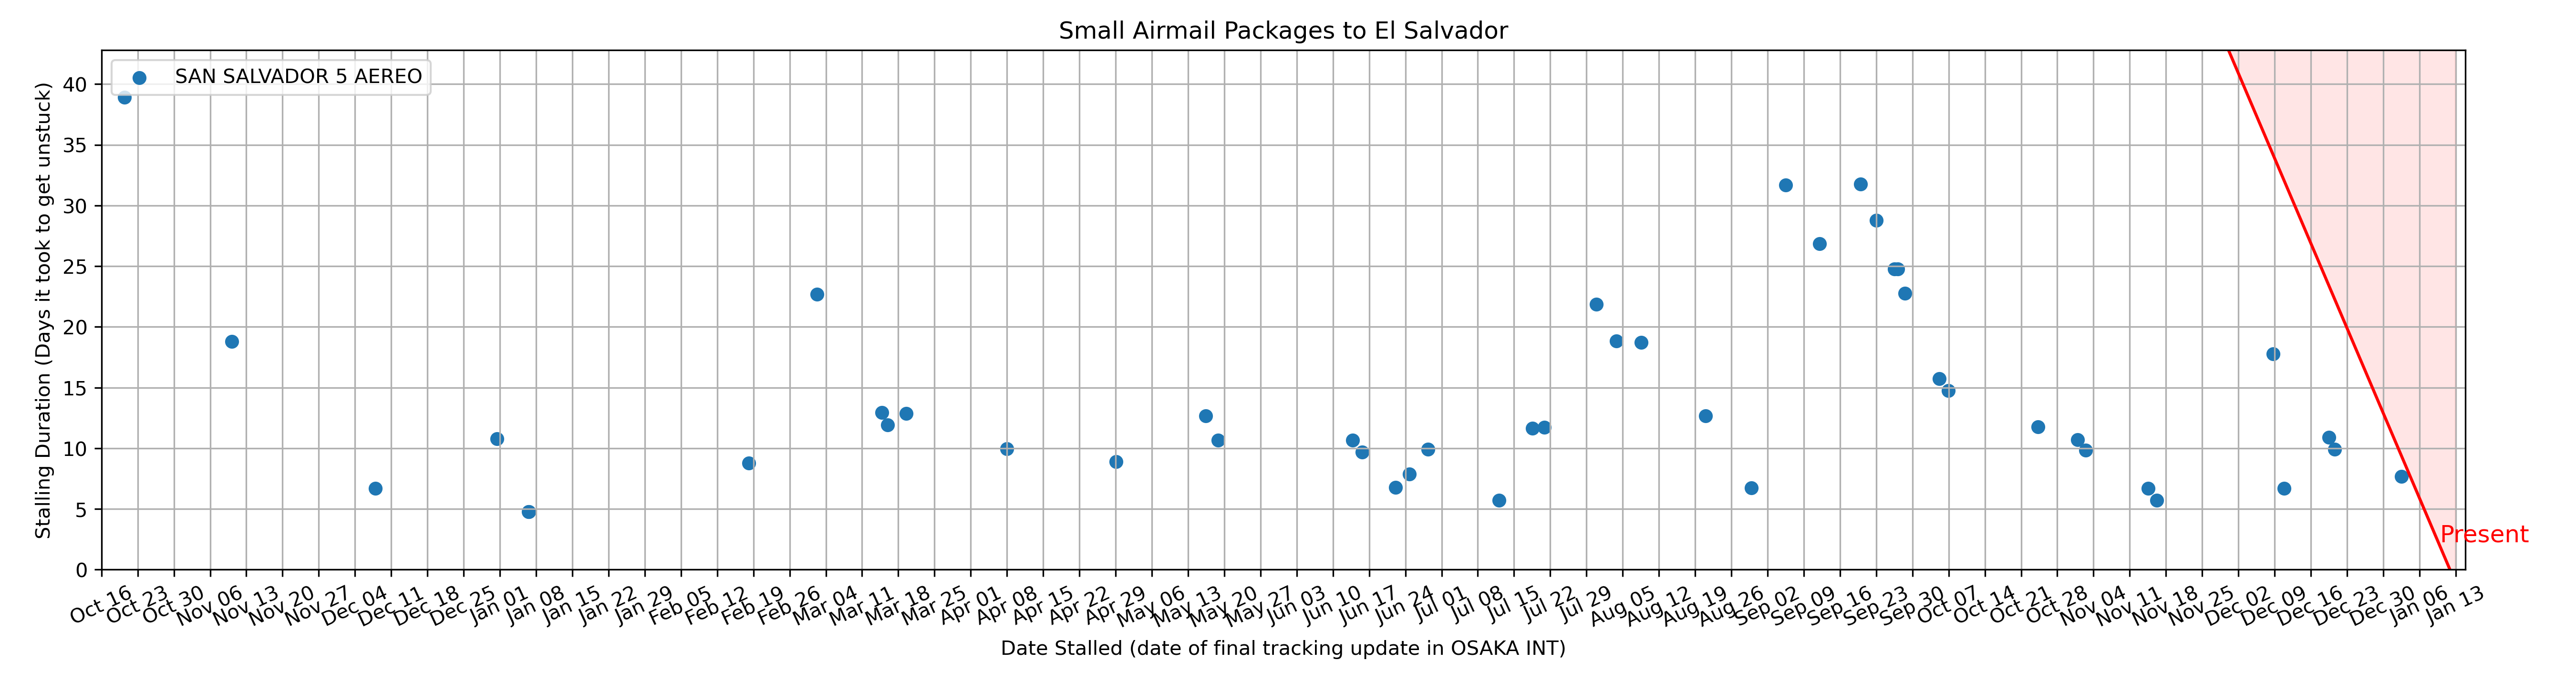 Small Airmail Packages to El Salvador
SAN SALVADOR 5 AEREO
Stalling Duration (Days it took to get unstuck)
40
35
30
25
20
15
10
5
0
Present
Oct 16
Oct 23
Oct 30
Nov 06
Nov 13
Nov 20
Nov 27
Dec 04
Dec 11
Dec 18
Dec 25
Jan 01
Jan 08
Jan 15
Jan 22
Jan 29
Feb 05
Feb 12
Feb 19
Feb 26
Mar 04
Mar 11
Mar 18
Mar 25
Apr 01
Apr 08
Apr 15
Apr 22
Apr 29
May 06
May 13
May 20
May 27
Jun 03
Jun 10
Jun 17
Jun 24
Jul 01
Jul 08
Jul 15
Jul 22
Jul 29
Aug 05
Aug 12
Aug 19
Aug 26
Sep 02
Sep 09
Sep 16
Sep 23
Sep 30
Oct 07
Oct 14
Oct 21
Oct 28
Nov 04
Nov 11
Nov 18
Nov 25
Dec 02
Dec 09
Dec 16
Dec 23
Dec 30
Jan 06
Jan 13
Date Stalled (date of final tracking update in OSAKA INT)